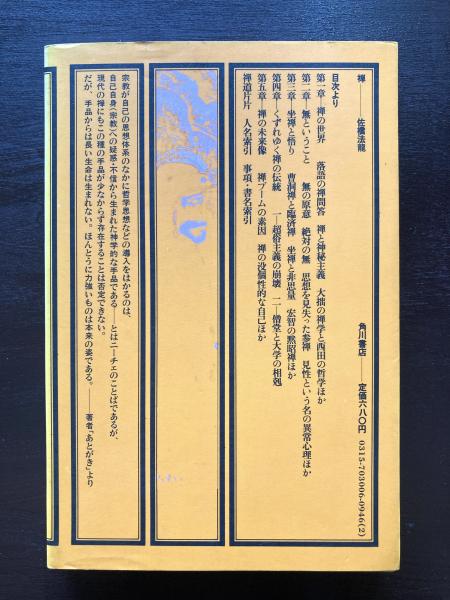 禅――佐橋法龍
角川書店――定価六八〇円 0315-703006-0946(2)
目次より
第一章―禅の世界 落語の禅問答 禅と神秘主義 大拙の禅学と西田の哲学ほか
第二章―無ということ 無の原意 絶対の無 思想を見失った参禅 見性という名の異常心理ほか
第三章―坐禅と悟り 曹洞禅と臨済禅 坐禅と非思量 宏智の黙照禅ほか
第四章―くずれゆく禅の伝統 一―超俗主義の崩壊 二―僧堂と大学の相剋
第五章―禅の未来像 禅ブームの素因 禅の没個性的な自己ほか
禅道片片 人名索引 事項・書名索引
宗教が自己の思想体系のなかに哲学思想などの導入をはかるのは、
自己自身(宗教)への疑惑・不信から生まれた神学的な手品である――とはニーチェのことばであるが、
現代の禅にもこの種の手品が少なからず存在することは否定できない。
だが、手品からは長い生命は生まれない。ほんとうに力強いものは本来の姿である。――著者「あとがき」より